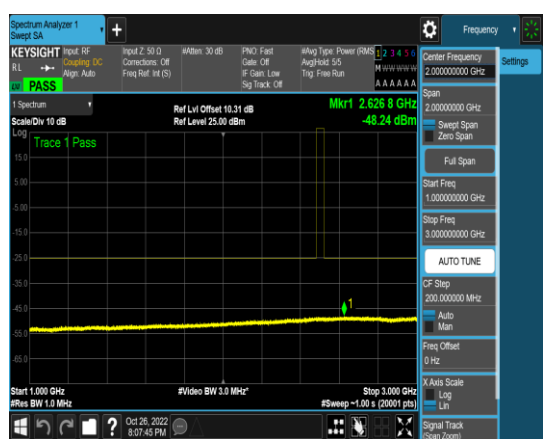 Spectrum Analyzer 1
Swept SA
+
Frequency
KEYSIGHT
RL
Input: RF
Coupling: DC
Align: Auto
Input Z: 50 Ω
Corrections: Off
Freq Ref: Int (S)
#Atten: 30 dB
PNO: Fast
Gate: Off
IF Gain: Low
Sig Track: Off
#Avg Type: Power (RMS
Avg|Hold: 5/5
Trig: Free Run
1 2 3 4 5 6
M W W W W W
A A A A A A
PASS
Center Frequency
2.000000000 GHz
Settings
Span
2.00000000 GHz
Swept Span
Zero Span
Full Span
Start Freq
1.000000000 GHz
Stop Freq
3.000000000 GHz
AUTO TUNE
CF Step
200.000000 MHz
Auto
Man
Freq Offset
0 Hz
X Axis Scale
Log
Lin
Signal Track
(Span Zoom)
1 Spectrum
Scale/Div 10 dB
Log
Ref Lvl Offset 10.31 dB
Ref Level 25.00 dBm
Mkr1 2.626 8 GHz
-48.24 dBm
Trace 1 Pass
15.0
5.00
-5.00
-15.0
-25.0
-35.0
-45.0
-55.0
-65.0
1
Start 1.000 GHz
#Res BW 1.0 MHz
#Video BW 3.0 MHz*
Stop 3.000 GHz
#Sweep ~1.00 s (20001 pts)
?
Oct 26, 2022
8:07:45 PM